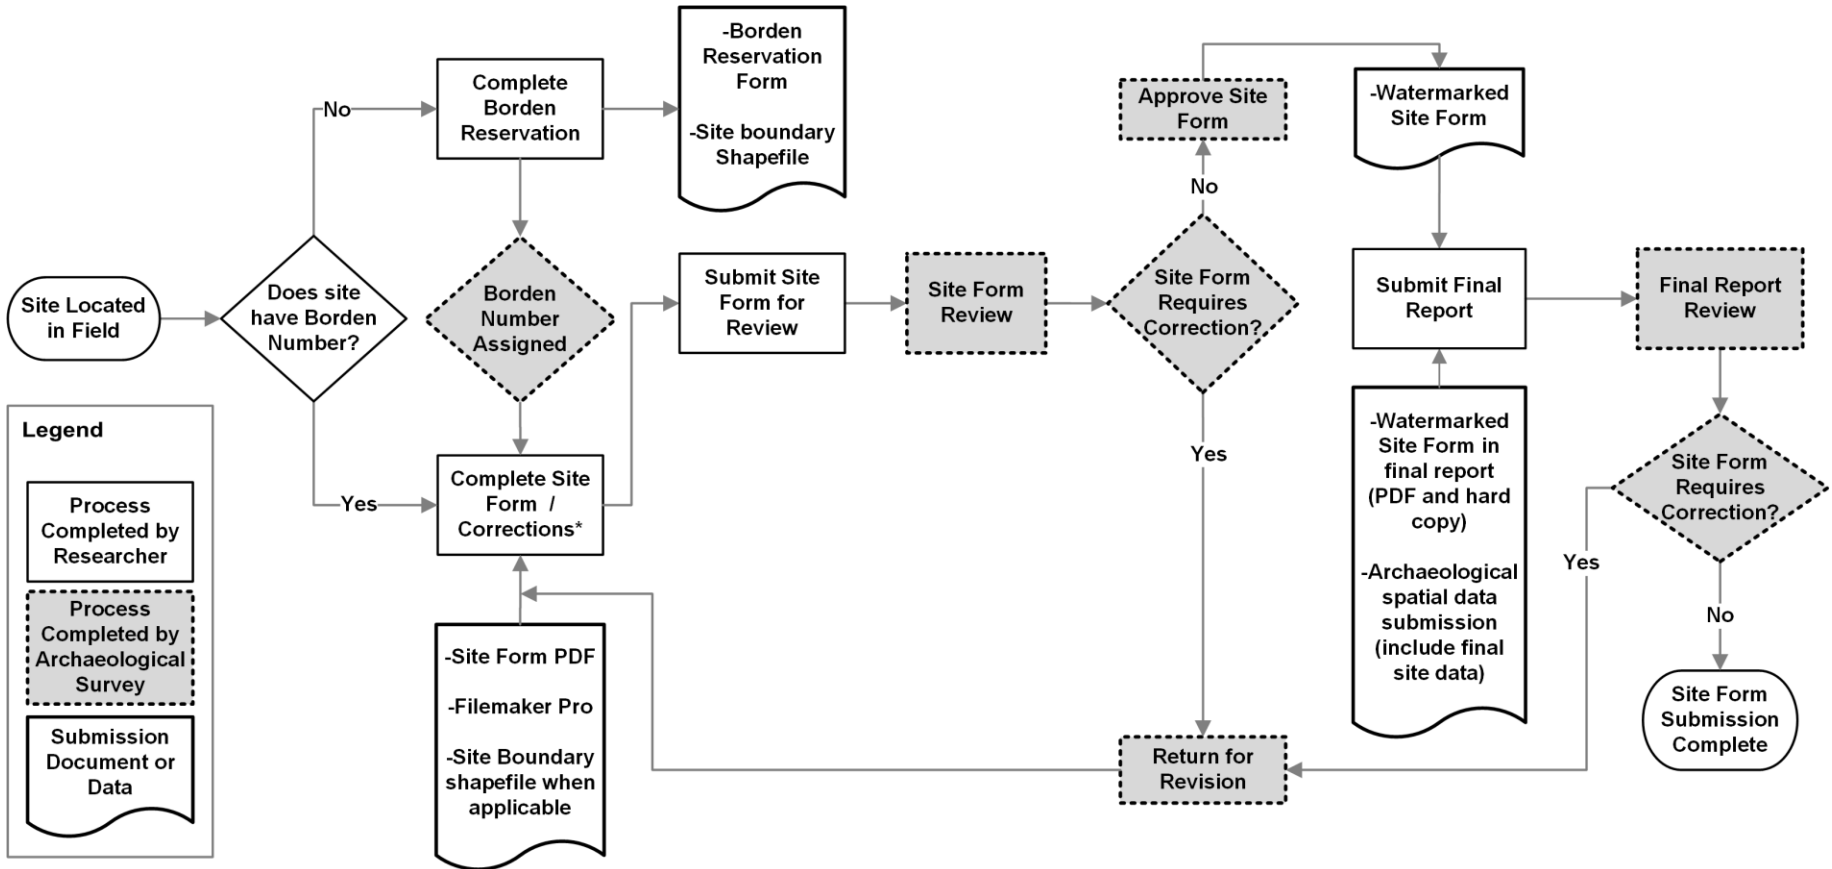 Site Located
in Field
Does site
have Borden
Number?
No
Yes
Complete
Borden
Reservation
-Borden
Reservation
Form
-Site boundary
Shapefile
Borden
Number
Assigned
Complete Site
Form  /
Corrections*
-Site Form PDF
-Filemaker Pro
-Site Boundary
shapefile when
applicable
Submit Site
Form for
Review
Site Form
Review
Site Form
Requires
Correction?
No
Yes
Approve Site
Form
-Watermarked
Site Form
Return for
Revision
Submit Final
Report
-Watermarked
Site Form in
final report
(PDF and hard
copy)
-Archaeological
spatial data
submission
(include final
site data)
Final Report
Review
Site Form
Requires
Correction?
Yes
No
Site Form
Submission
Complete
Legend
Process
Completed by
Researcher
Process
Completed by
Archaeological
Survey
Submission
Document or
Data